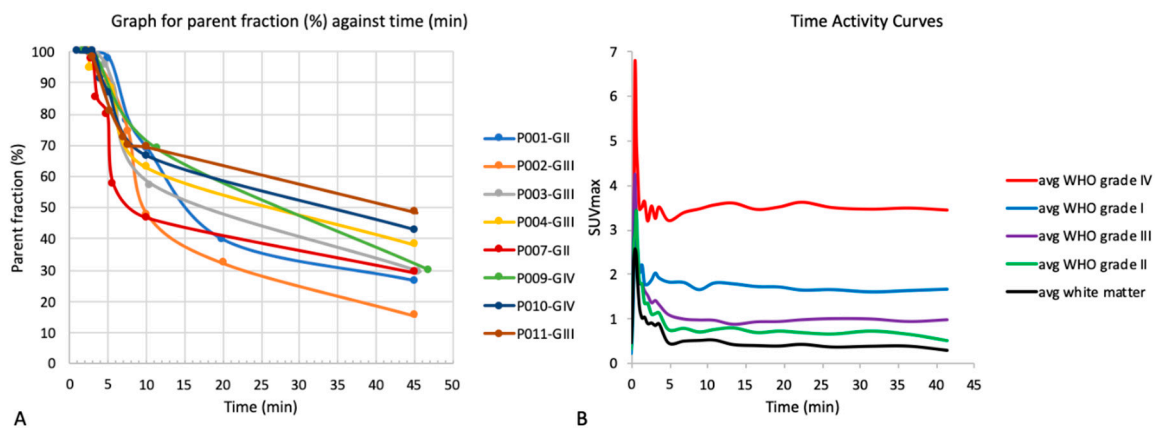 Graph for parent fraction (%) against time (min)
100
90
80
70
60
50
40
30
20
10
0
Parent fraction (%)
0 5 10 15 20 25 30 35 40 45 50
Time (min)
P001-GII
P002-GIII
P003-GIII
P004-GIII
P007-GII
P009-GIV
P010-GIV
P011-GIII
A
Time Activity Curves
7
6
5
4
3
2
1
0
SUVmax
0 5 10 15 20 25 30 35 40 45
Time (min)
avg WHO grade IV
avg WHO grade I
avg WHO grade III
avg WHO grade II
avg white matter
B